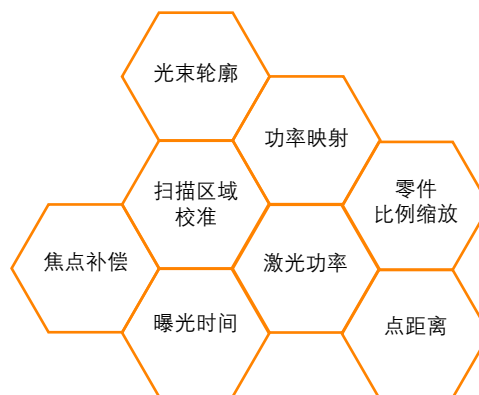 光束轮廓
功率映射
扫描区域
校准
零件
比例缩放
焦点补偿
激光功率
曝光时间
点距离